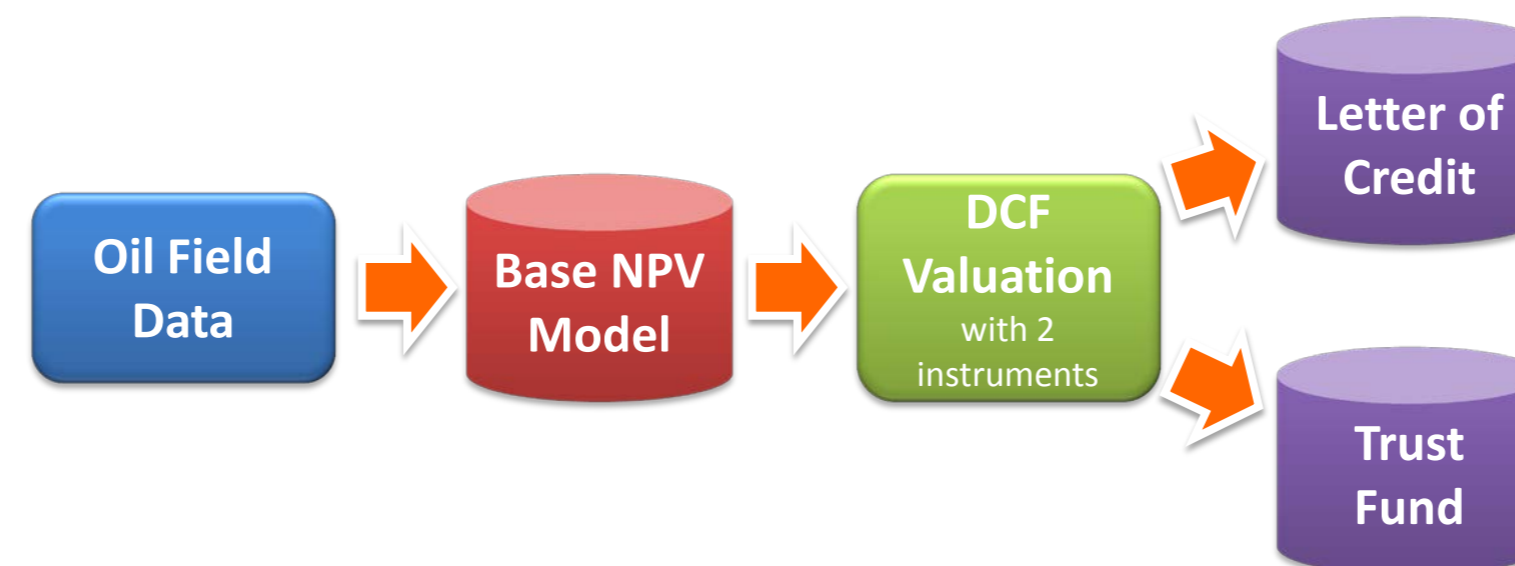 Oil Field
Data
Base NPV
Model
DCF
Valuation
with 2
instruments
Letter of
Credit
Trust
Fund